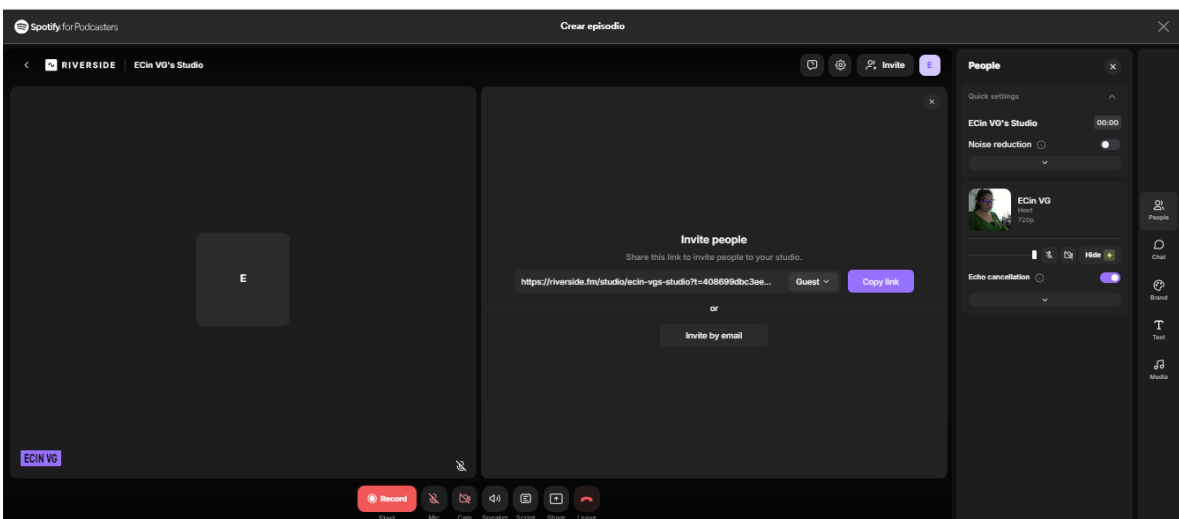 Spotify for Podcasters
Crear episodio
RIVERSIDE
ECin VG's Studio
Invite
E
People
Quick settings
ECin VG's Studio
00:00
Noise reduction
ECin VG
Host
720p
Hide
Echo cancellation
E
ECIN VG
Invite people
Share this link to invite people to your studio.
https://riverside.fm/studio/ecin-vgs-studio?t=408699dbc3ee...
Guest
Copy link
or
Invite by email
People
Chat
Brand
T
Text
Media
Record
Start
Mic
Cam
Speaker
Script
Share
Leave